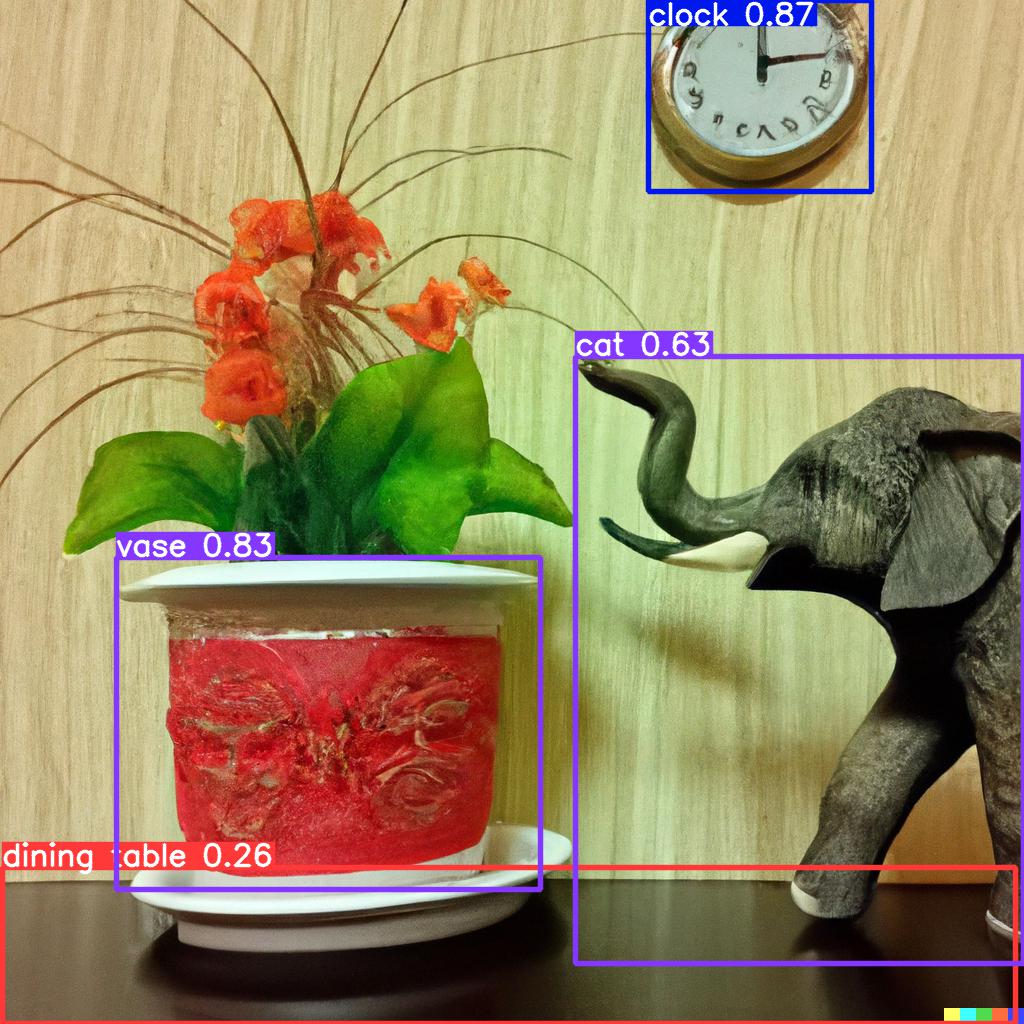 clock 0.87
cat 0.63
vase 0.83
dining table 0.26